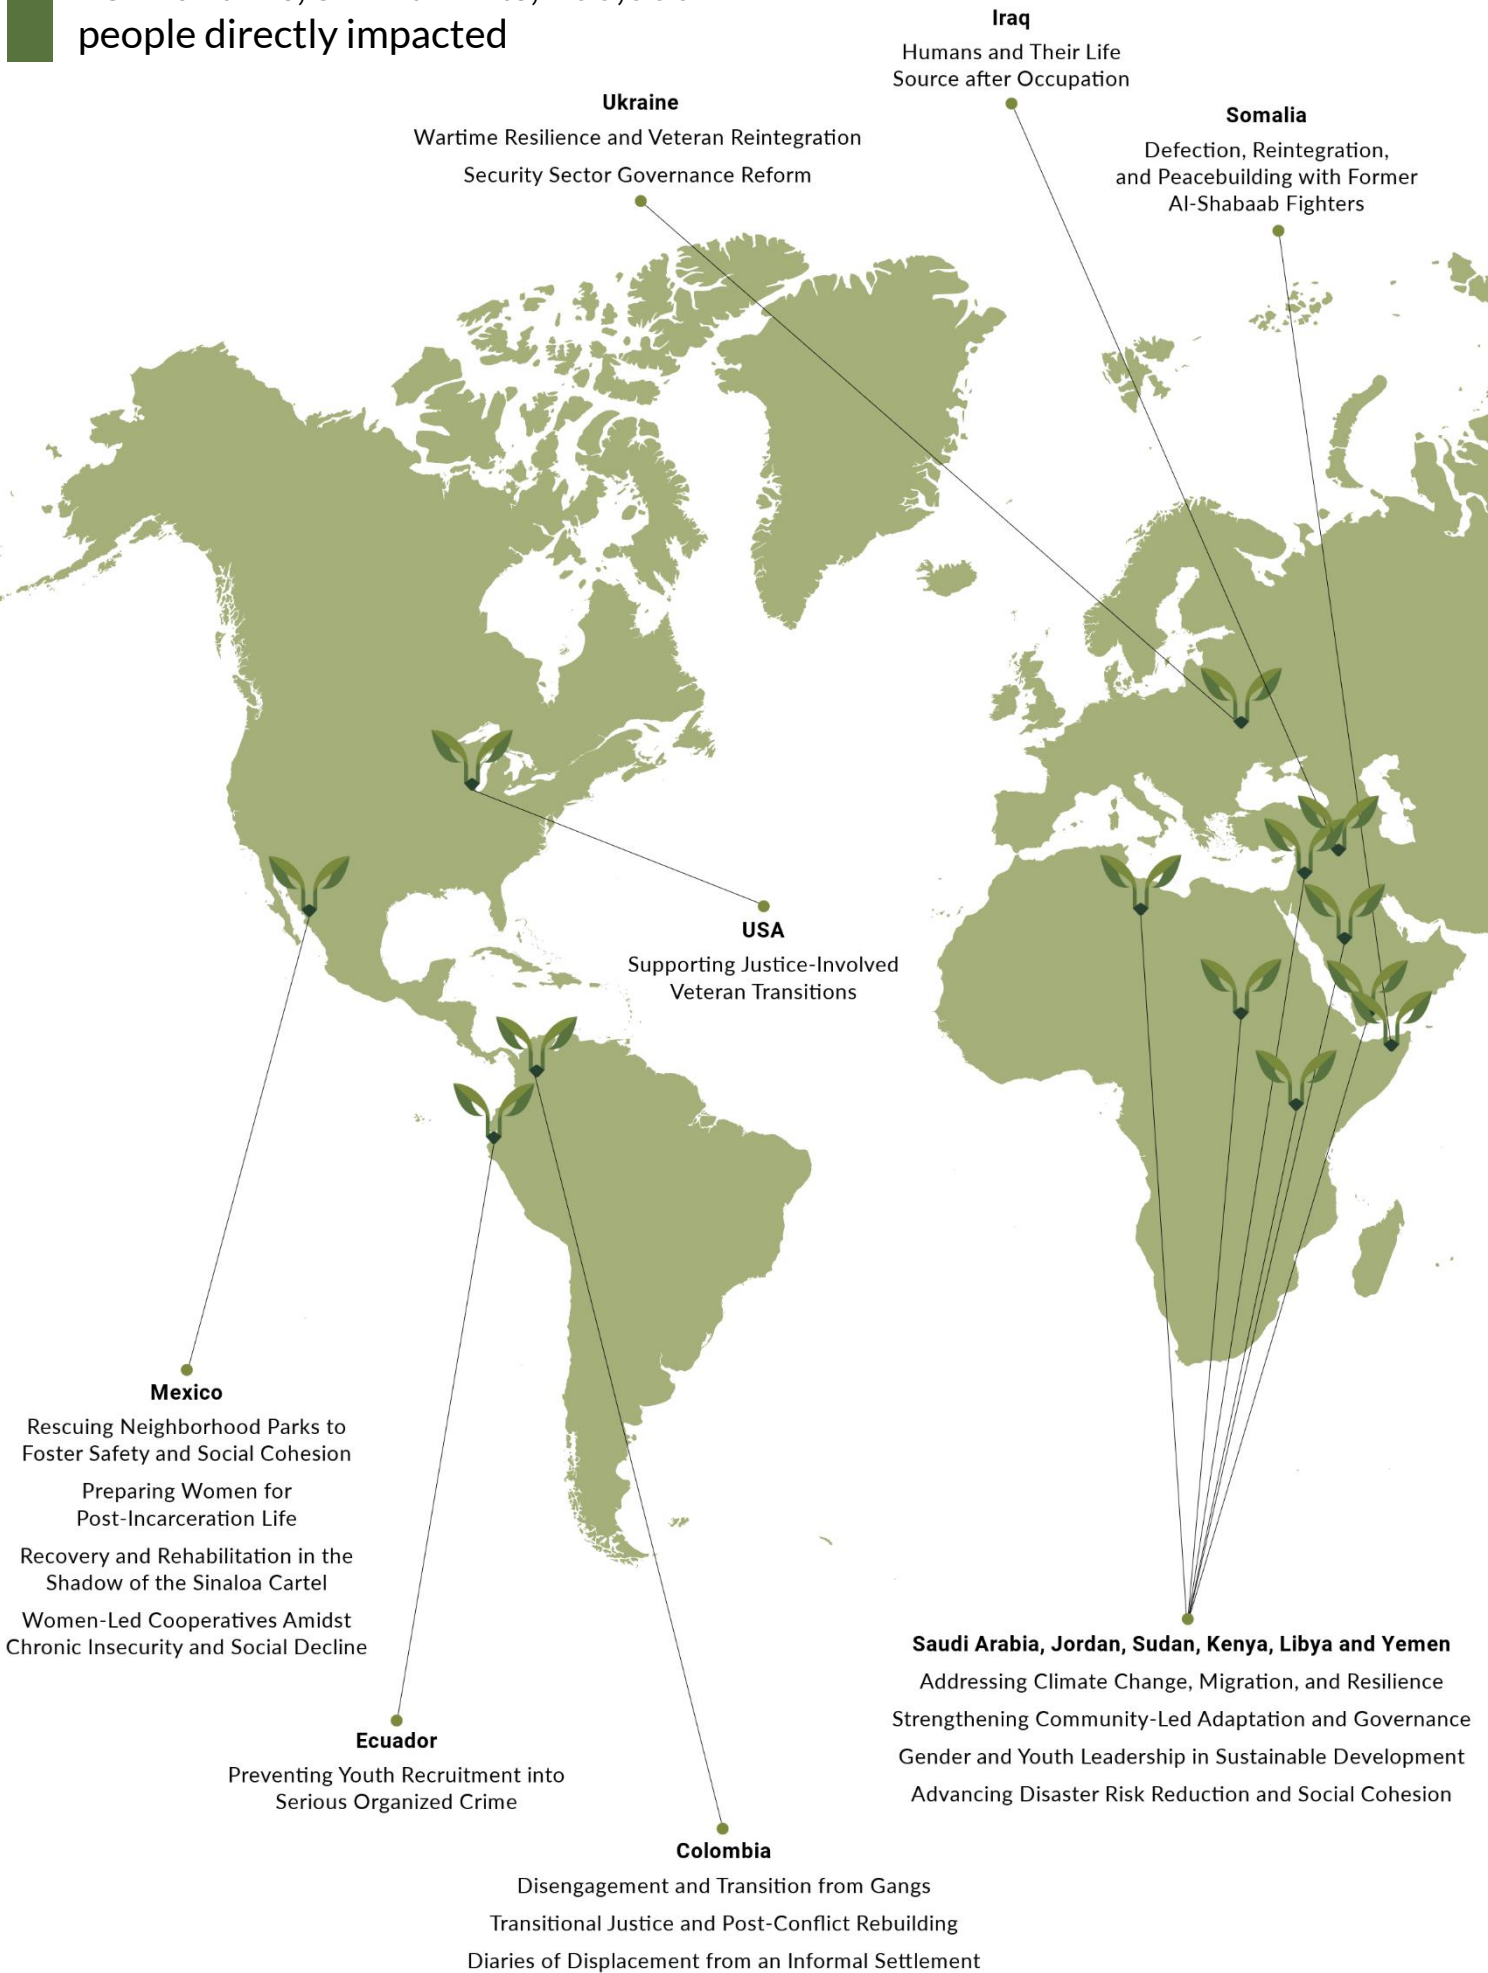 people directly impacted
Iraq
Humans and Their Life
Source after Occupation
Ukraine
Wartime Resilience and Veteran Reintegration
Security Sector Governance Reform
Somalia
Defection, Reintegration,
and Peacebuilding with Former
Al-Shabaab Fighters
USA
Supporting Justice-Involved
Veteran Transitions
Mexico
Rescuing Neighborhood Parks to
Foster Safety and Social Cohesion
Preparing Women for
Post-Incarceration Life
Recovery and Rehabilitation in the
Shadow of the Sinaloa Cartel
Women-Led Cooperatives Amidst
Chronic Insecurity and Social Decline
Saudi Arabia, Jordan, Sudan, Kenya, Libya and Yemen
Addressing Climate Change, Migration, and Resilience
Strengthening Community-Led Adaptation and Governance
Gender and Youth Leadership in Sustainable Development
Advancing Disaster Risk Reduction and Social Cohesion
Ecuador
Preventing Youth Recruitment into
Serious Organized Crime
Colombia
Disengagement and Transition from Gangs
Transitional Justice and Post-Conflict Rebuilding
Diaries of Displacement from an Informal Settlement